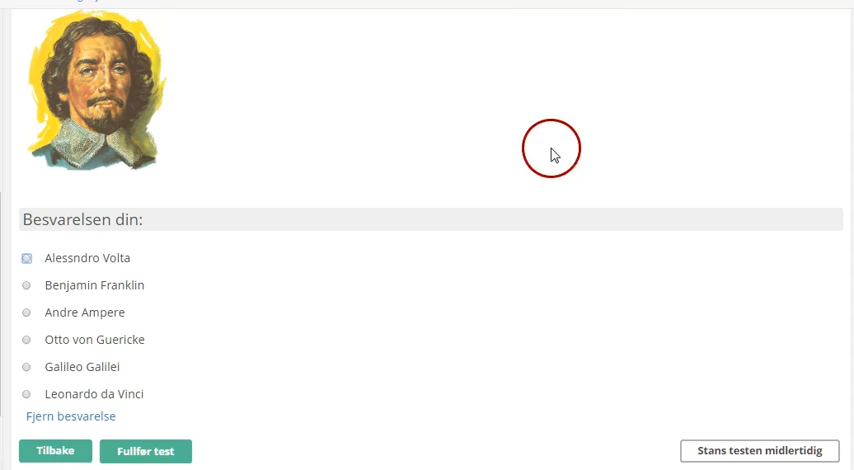 Besvarelsen din:
Alessndro Volta
Benjamin Franklin
Andre Ampere
Otto von Guericke
Galileo Galilei
Leonardo da Vinci
Fjern besvarelse
Tilbake
Fullfør test
Stans testen midlertidig